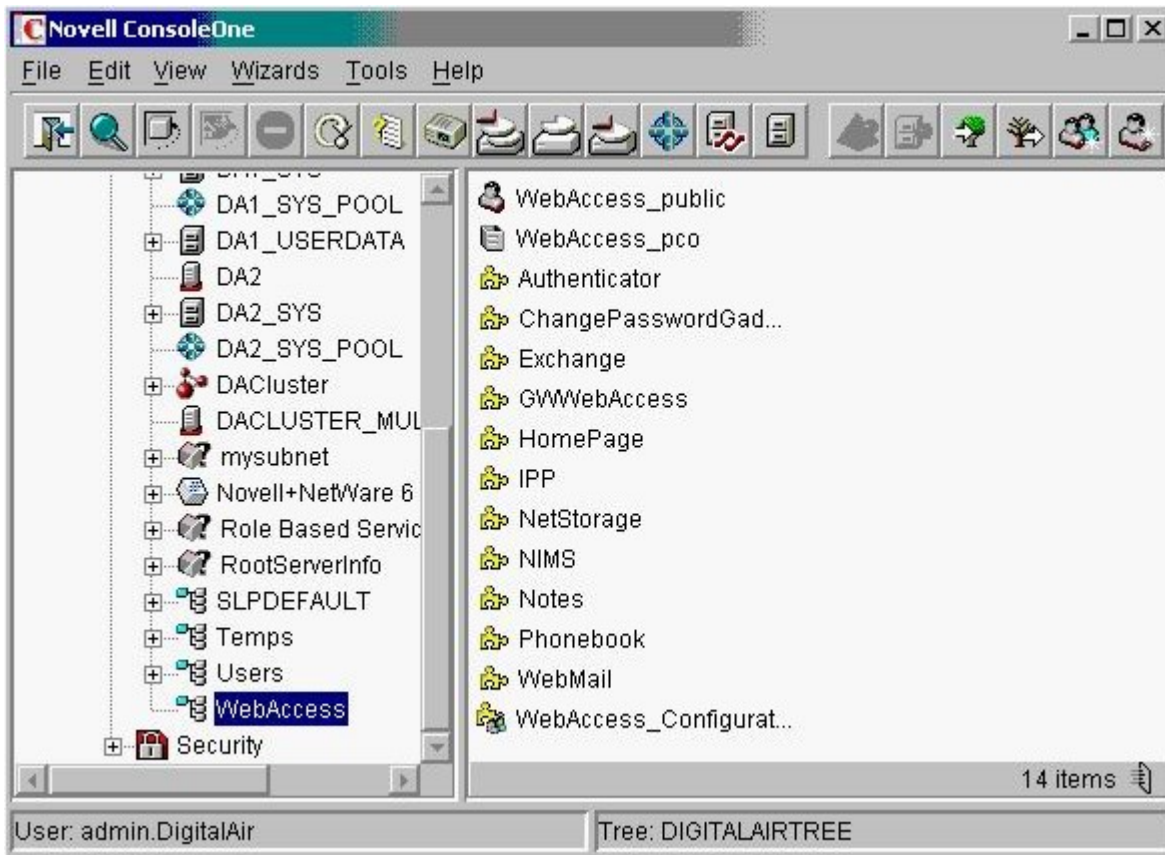 Novell ConsoleOne
File Edit View Wizards Tools Help
DA1_SYS_POOL
DA1_USERDATA
DA2
DA2_SYS
DA2_SYS_POOL
DACluster
DACLUSTER_MUL
mysubnet
Novell+NetWare 6
Role Based Servic
RootServerInfo
SLPDEFAULT
Temps
Users
WebAccess
Security
WebAccess_public
WebAccess_pco
Authenticator
ChangePasswordGad...
Exchange
GWWebAccess
HomePage
IPP
NetStorage
NIMS
Notes
Phonebook
WebMail
WebAccess_Configurat...
14 items
User: admin.DigitalAir
Tree: DIGITALAIRTREE